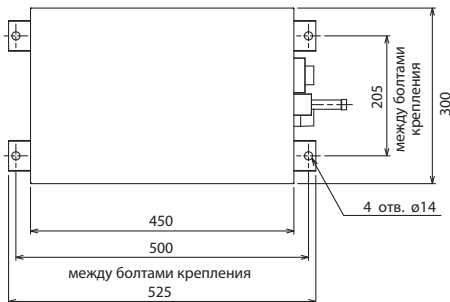 205
между болтами
крепления
300
4 отв. ø14
450
500
между болтами крепления
525